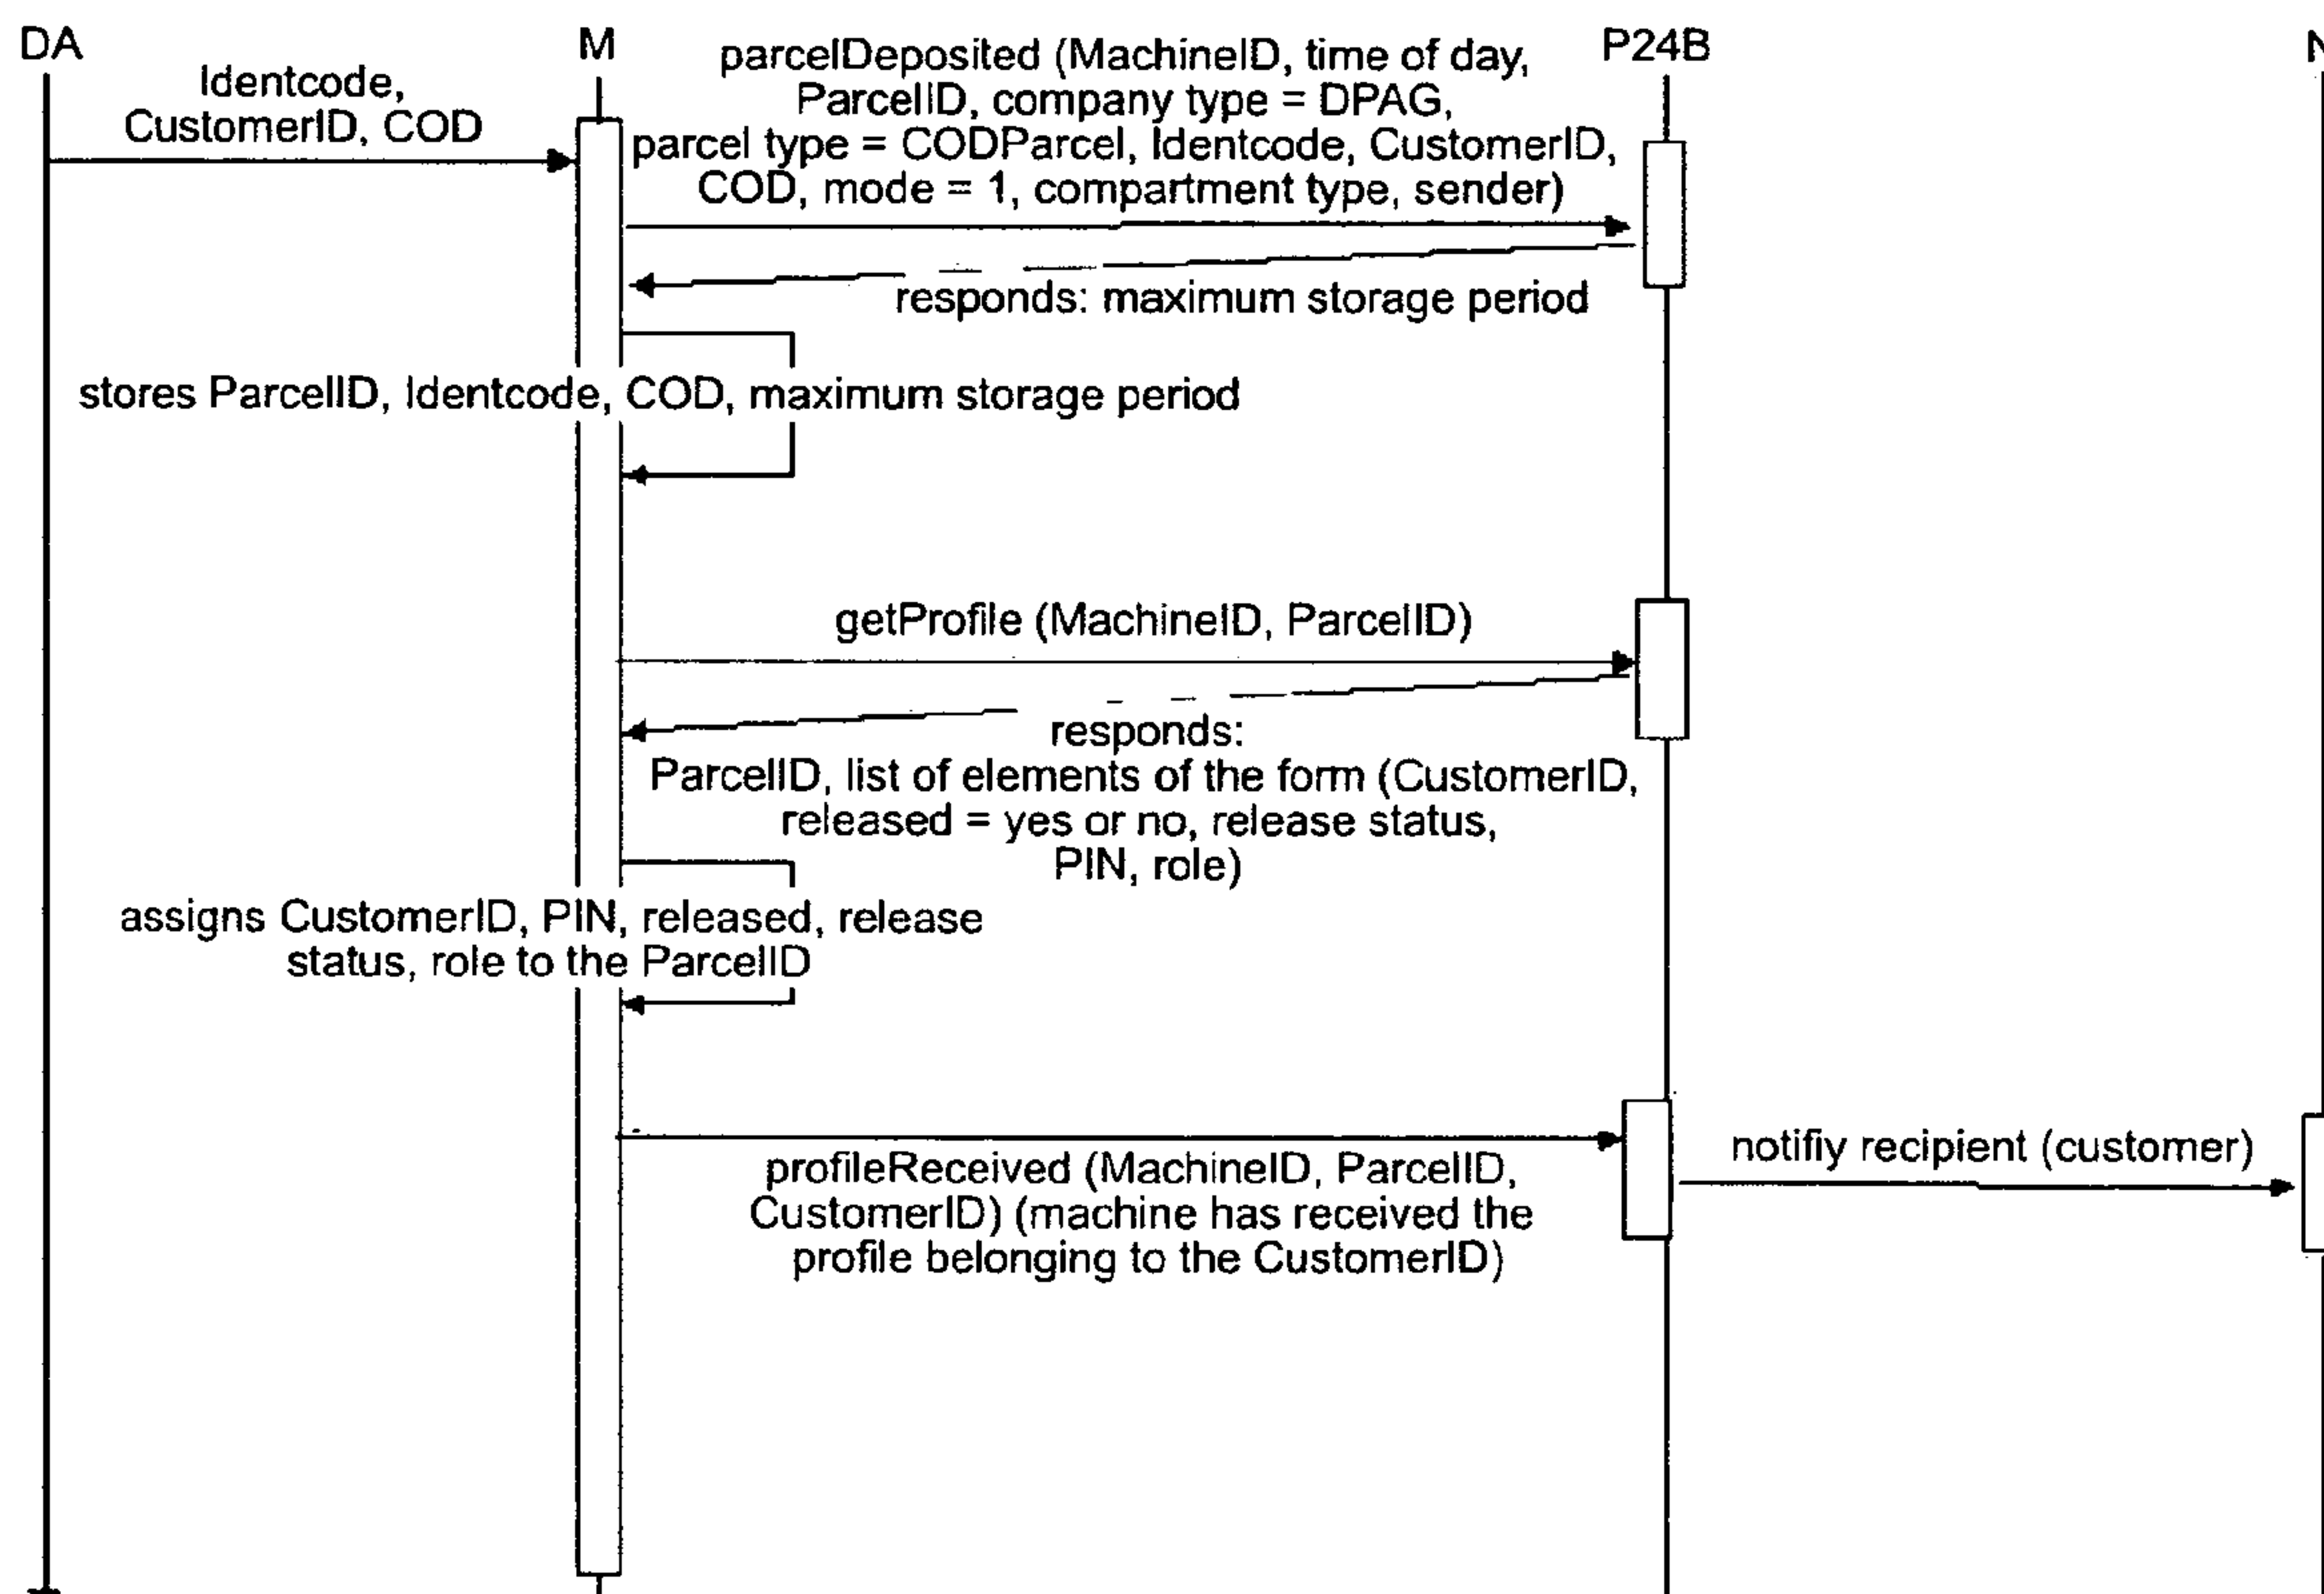 DA
M
P24B
N
Identcode,
CustomerID, COD
parcelDeposited (MachineID, time of day,
ParcelID, company type = DPAG,
parcel type = CODParcel, Identcode, CustomerID,
COD, mode = 1, compartment type, sender)
responds: maximum storage period
stores ParcelID, Identcode, COD, maximum storage period
getProfile (MachineID, ParcelID)
responds:
ParcelID, list of elements of the form (CustomerID,
released = yes or no, release status,
PIN, role)
assigns CustomerID, PIN, released, release
status, role to the ParcelID
profileReceived (MachineID, ParcelID,
CustomerID) (machine has received the
profile belonging to the CustomerID)
notifiy recipient (customer)